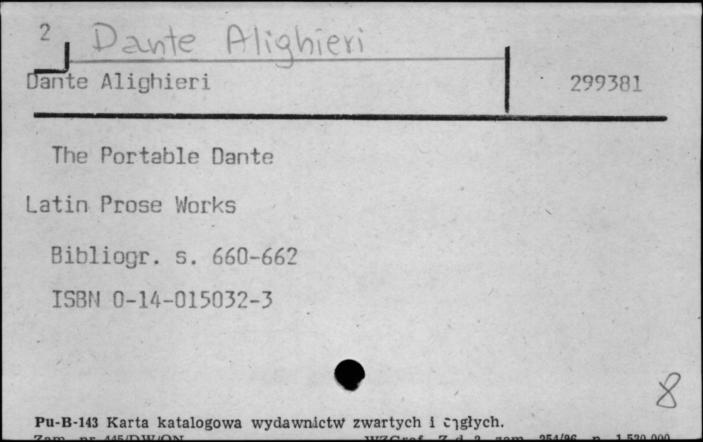 2 Dante Alighieri
Dante Alighieri 299381
The Portable Dante
Latin Prose Works
Bibliogr. s. 660-662
ISBN 0-14-015032-3
8
Pu-B-143 Karta katalogowa wydawnictw zwartych i ciągłych.